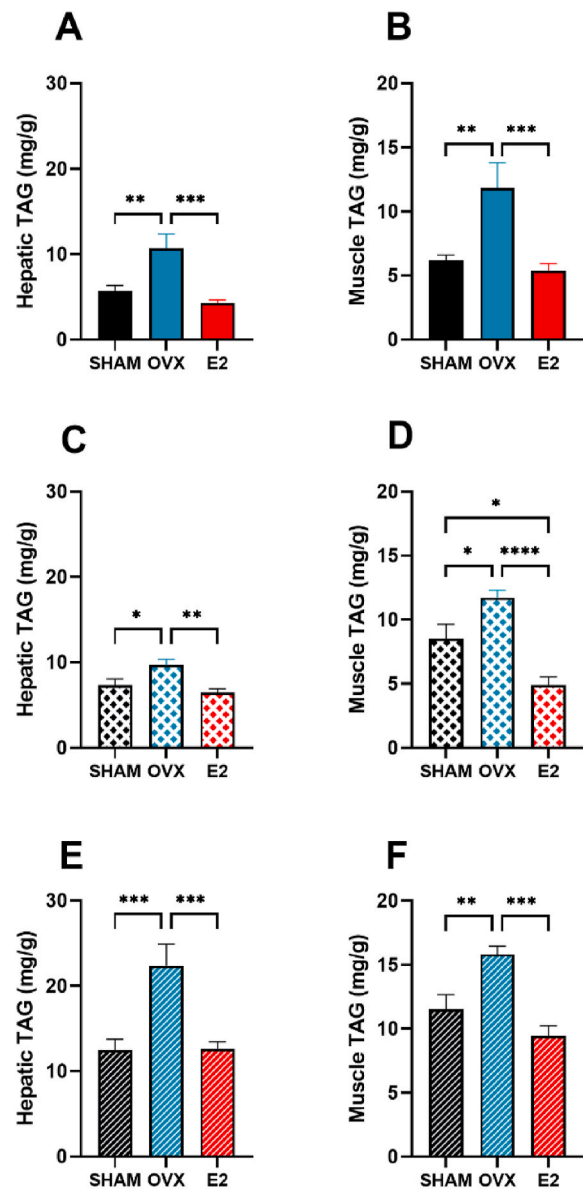 A
Hepatic TAG (mg/g)
30
20
10
0
** ***
SHAM OVX E2
B
Muscle TAG (mg/g)
20
15
10
5
0
** ***
SHAM OVX E2
C
Hepatic TAG (mg/g)
30
20
10
0
* **
SHAM OVX E2
D
Muscle TAG (mg/g)
20
15
10
5
0
*
* ****
SHAM OVX E2
E
Hepatic TAG (mg/g)
30
20
10
0
*** ***
SHAM OVX E2
F
Muscle TAG (mg/g)
20
15
10
5
0
** ***
SHAM OVX E2